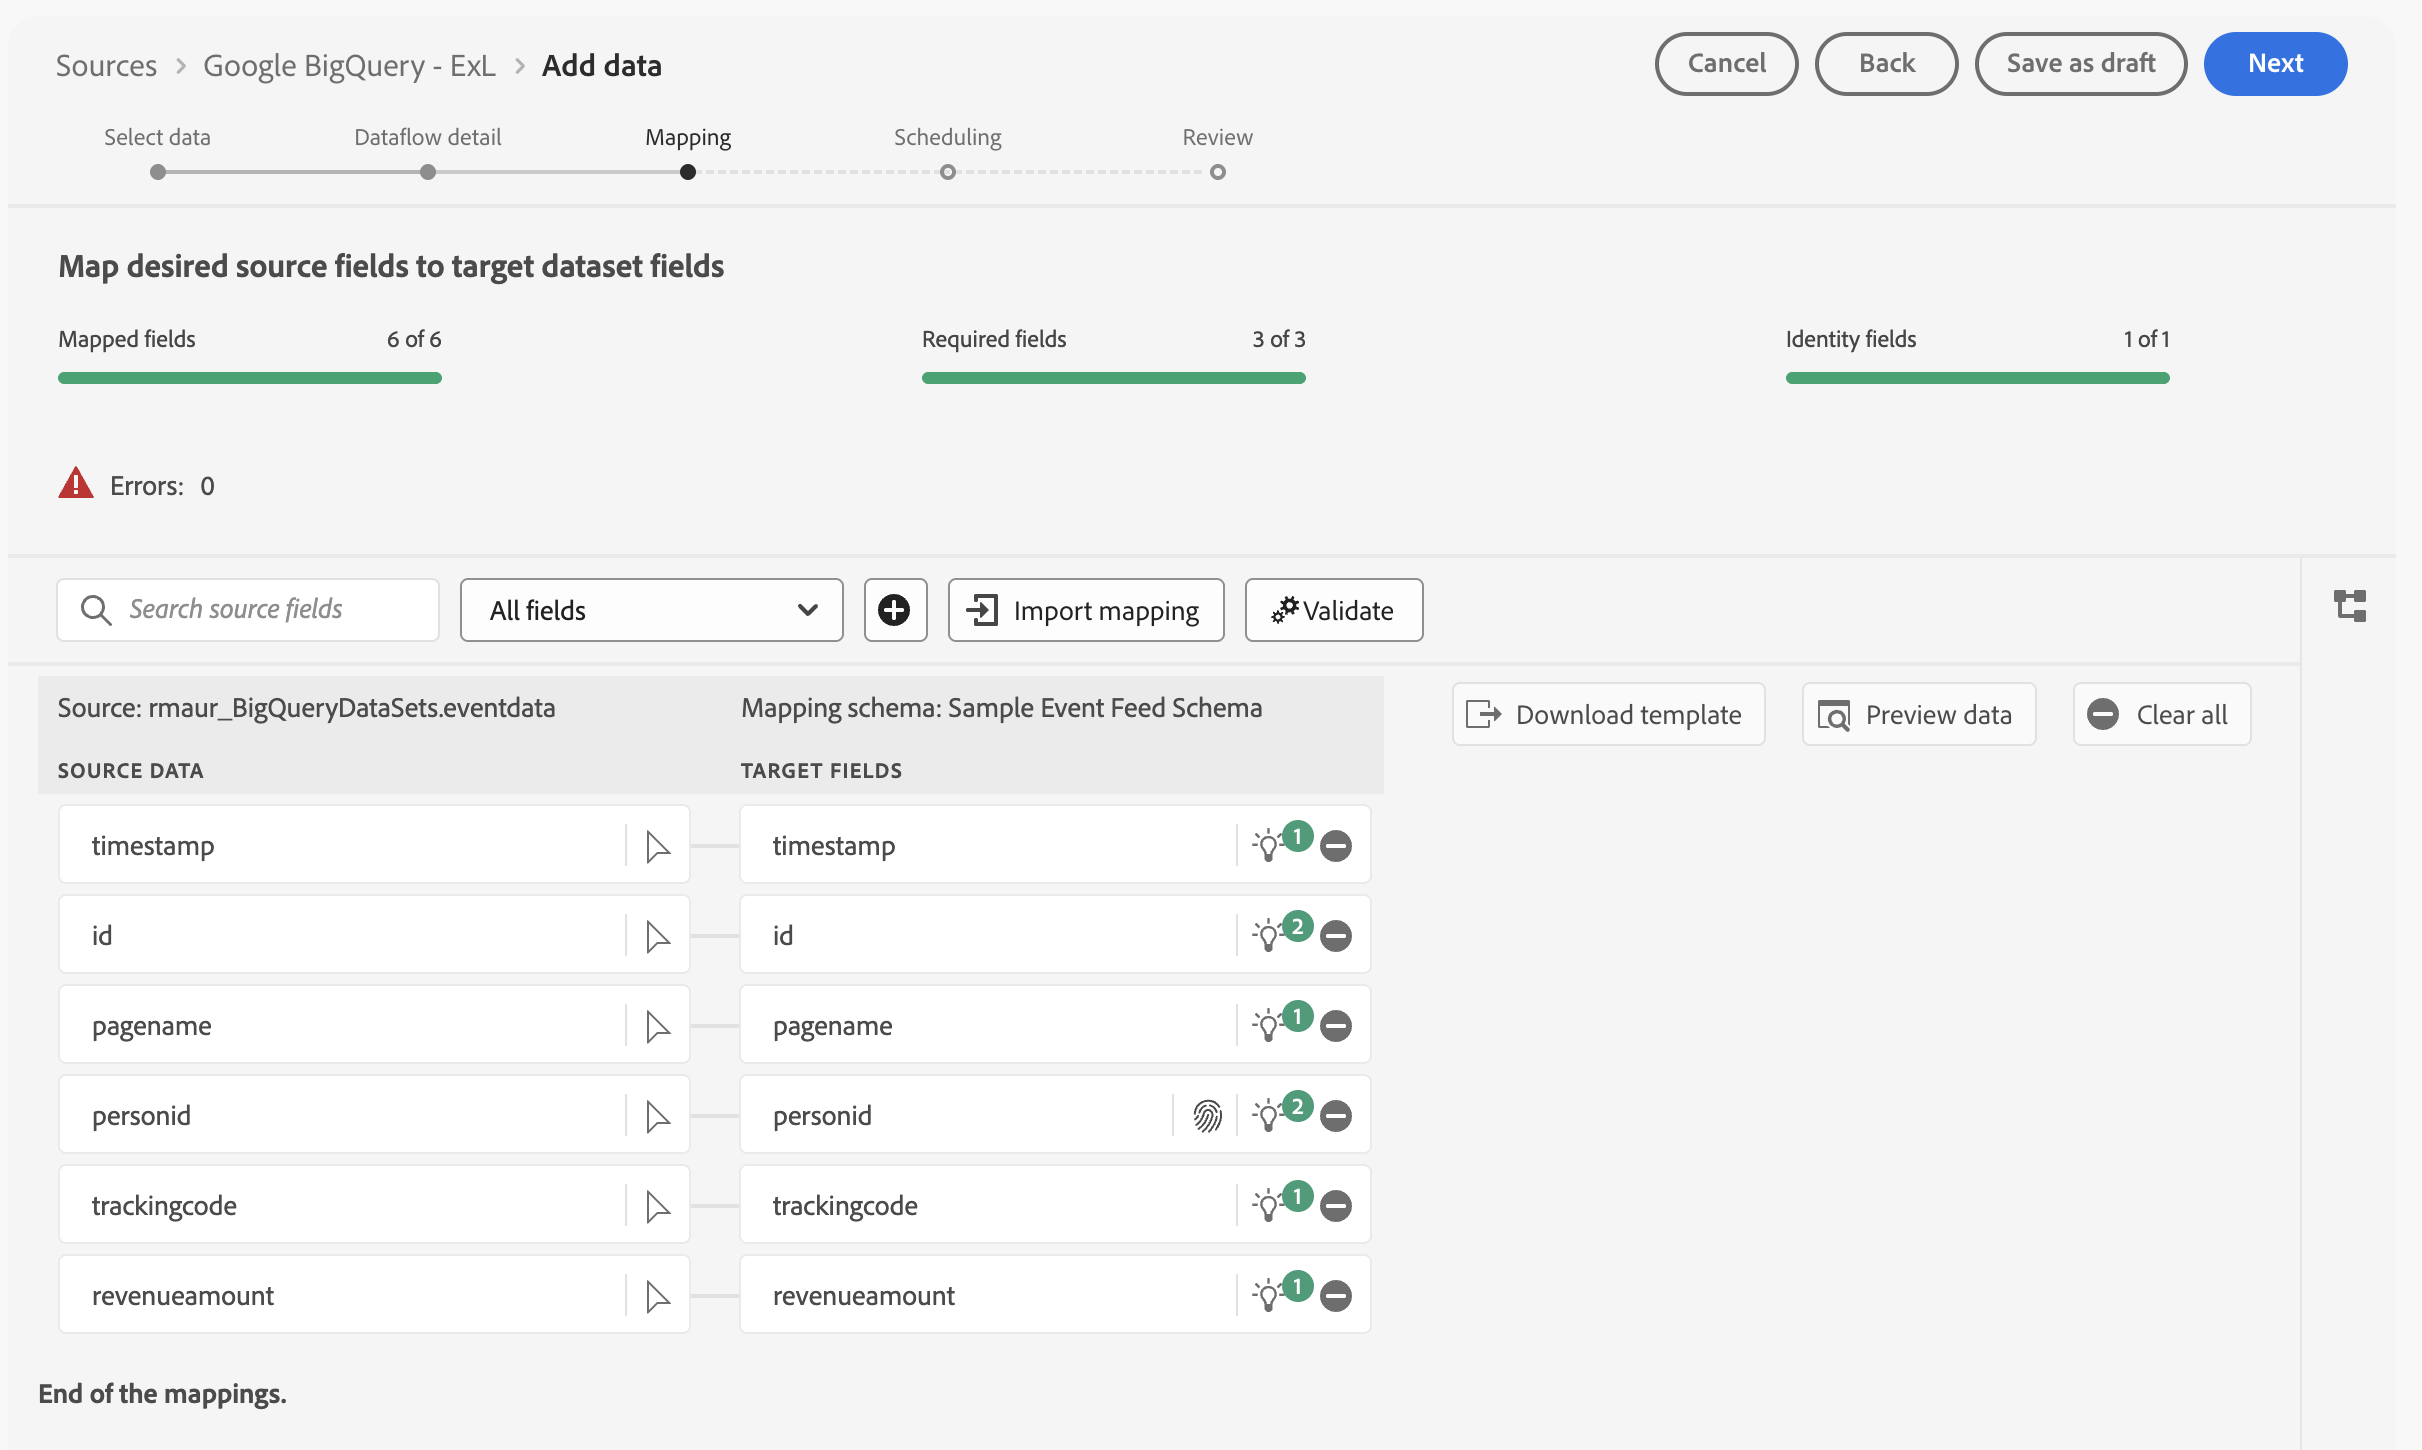 Sources > Google BigQuery - ExL > Add data
Cancel
Back
Save as draft
Next
Select data
Dataflow detail
Mapping
Scheduling
Review
Map desired source fields to target dataset fields
Mapped fields 6 of 6
Required fields 3 of 3
Identity fields 1 of 1
Errors: 0
Search source fields
All fields
Import mapping
Validate
Source: rmaur_BigQueryDataSets.eventdata
Mapping schema: Sample Event Feed Schema
Download template
Preview data
Clear all
SOURCE DATA
TARGET FIELDS
timestamp
timestamp
1
id
id
2
pagename
pagename
1
personid
personid
2
trackingcode
trackingcode
1
revenueamount
revenueamount
1
End of the mappings.